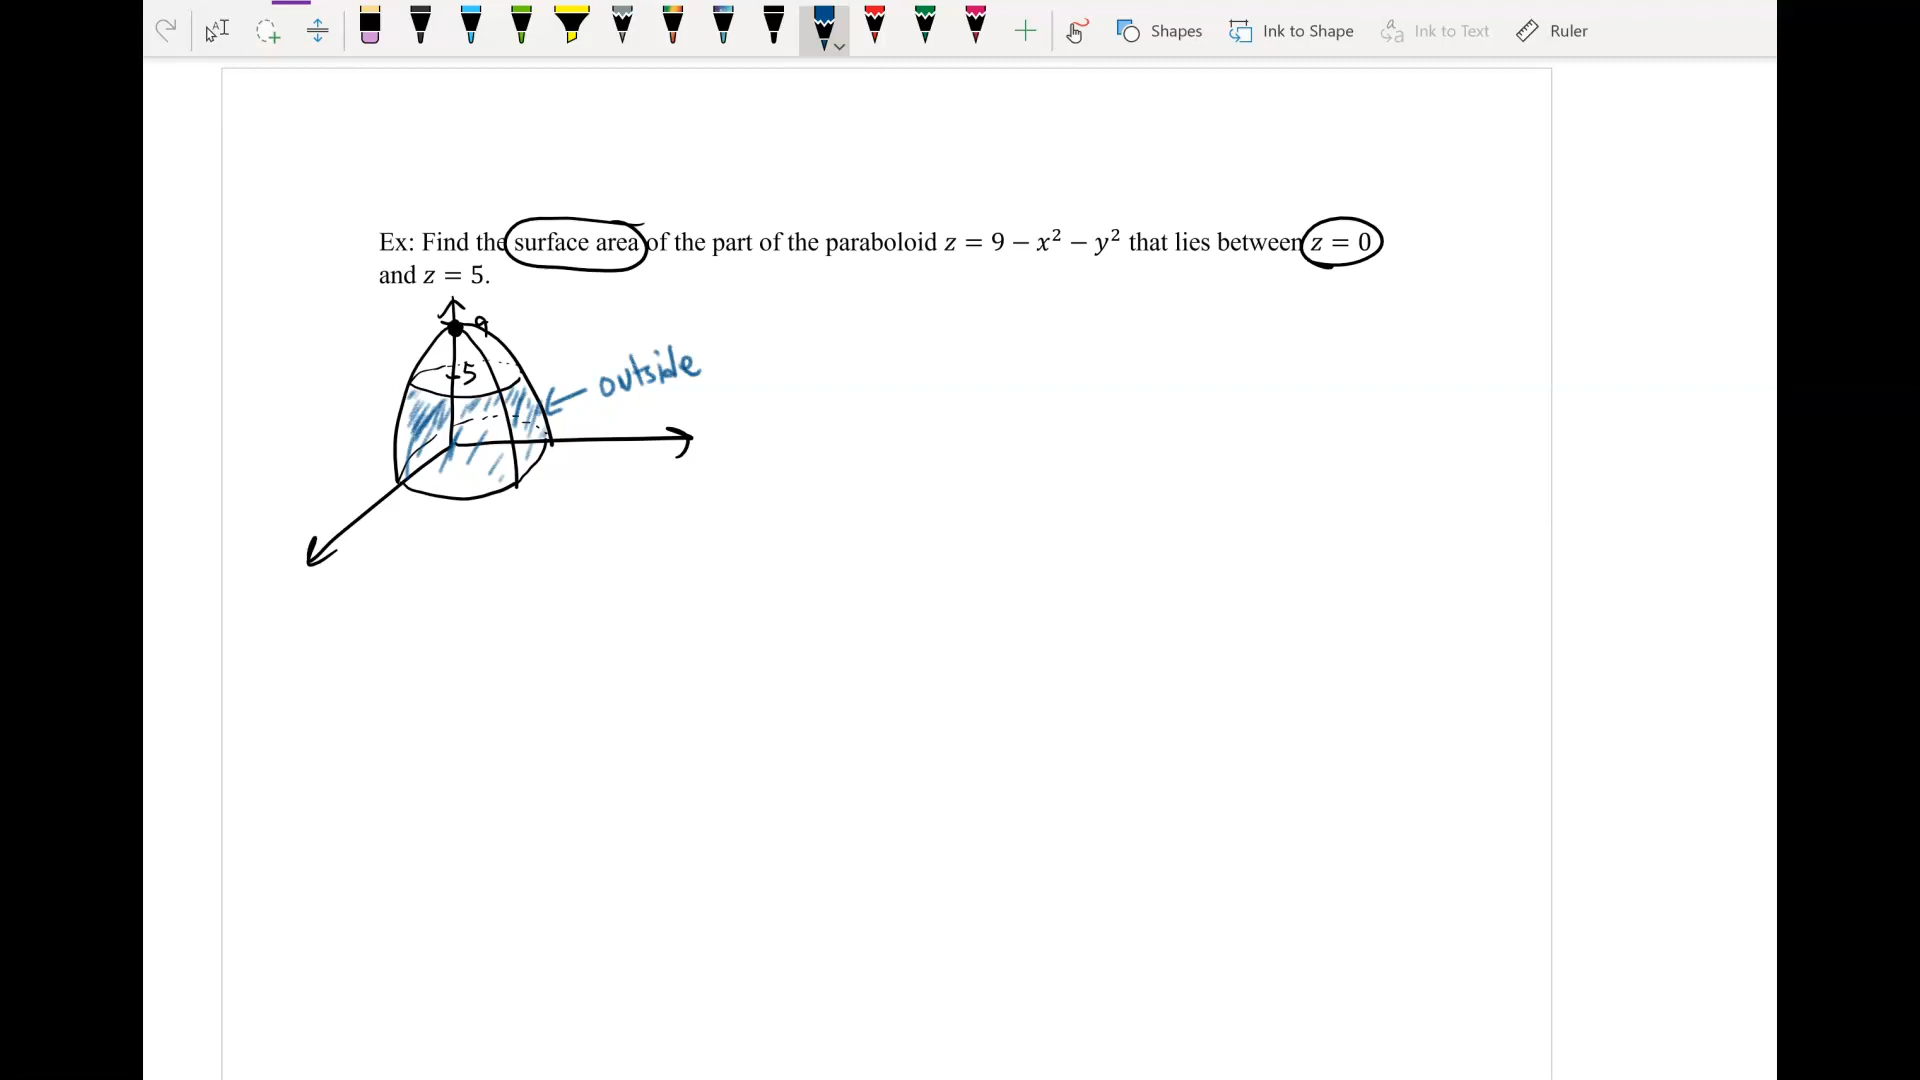 Shapes Ink to Shape Ink to Text Ruler
Ex: Find the surface area of the part of the paraboloid z = 9 − x² − y² that lies between z = 0
and z = 5.
9
5
outside